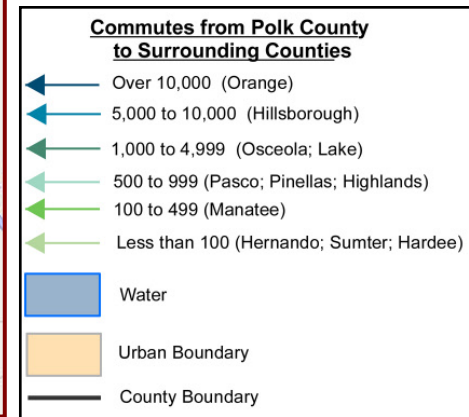 Commutes from Polk County
to Surrounding Counties
Over 10,000 (Orange)
5,000 to 10,000 (Hillsborough)
1,000 to 4,999 (Osceola; Lake)
500 to 999 (Pasco; Pinellas; Highlands)
100 to 499 (Manatee)
Less than 100 (Hernando; Sumter; Hardee)
Water
Urban Boundary
County Boundary